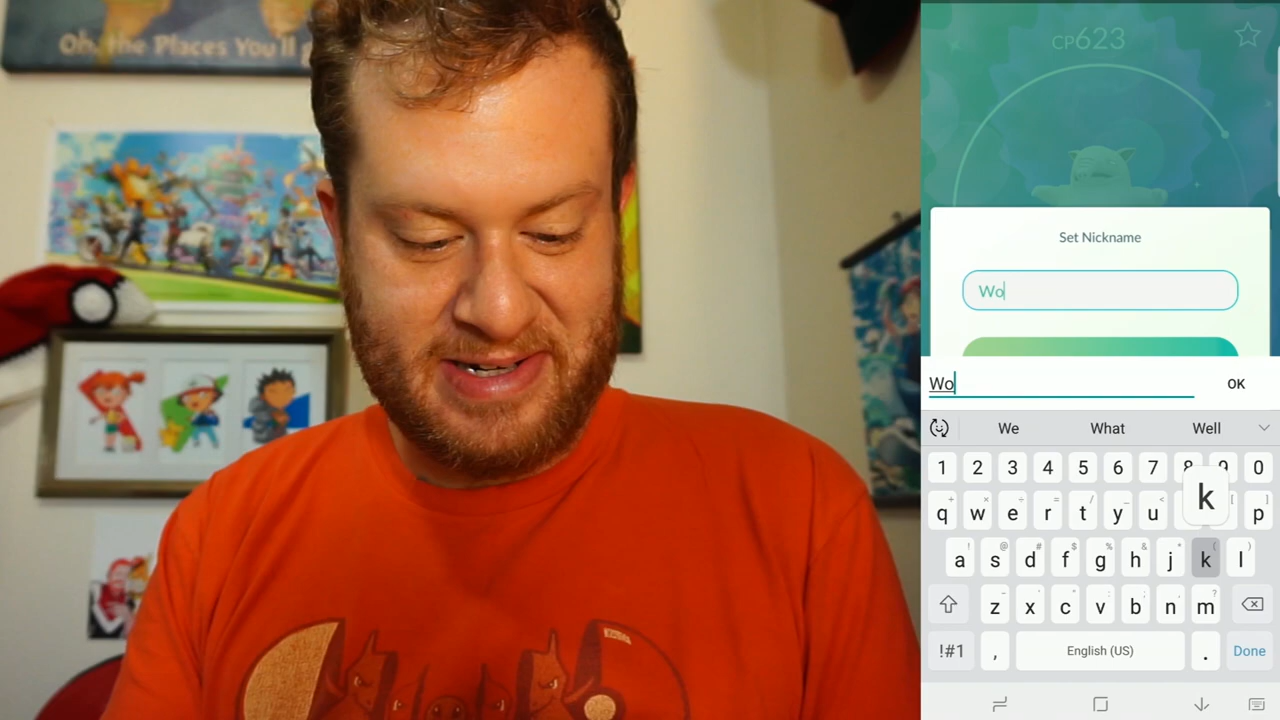 Oh, the Places You'll g
CP623
Set Nickname
Wo
Wo
OK
We What Well
1 2 3 4 5 6 7 8 9 0
k
q w e r t y u p
a s d f g h j k l
z x c v b n m
!#1 , English (US) . Done